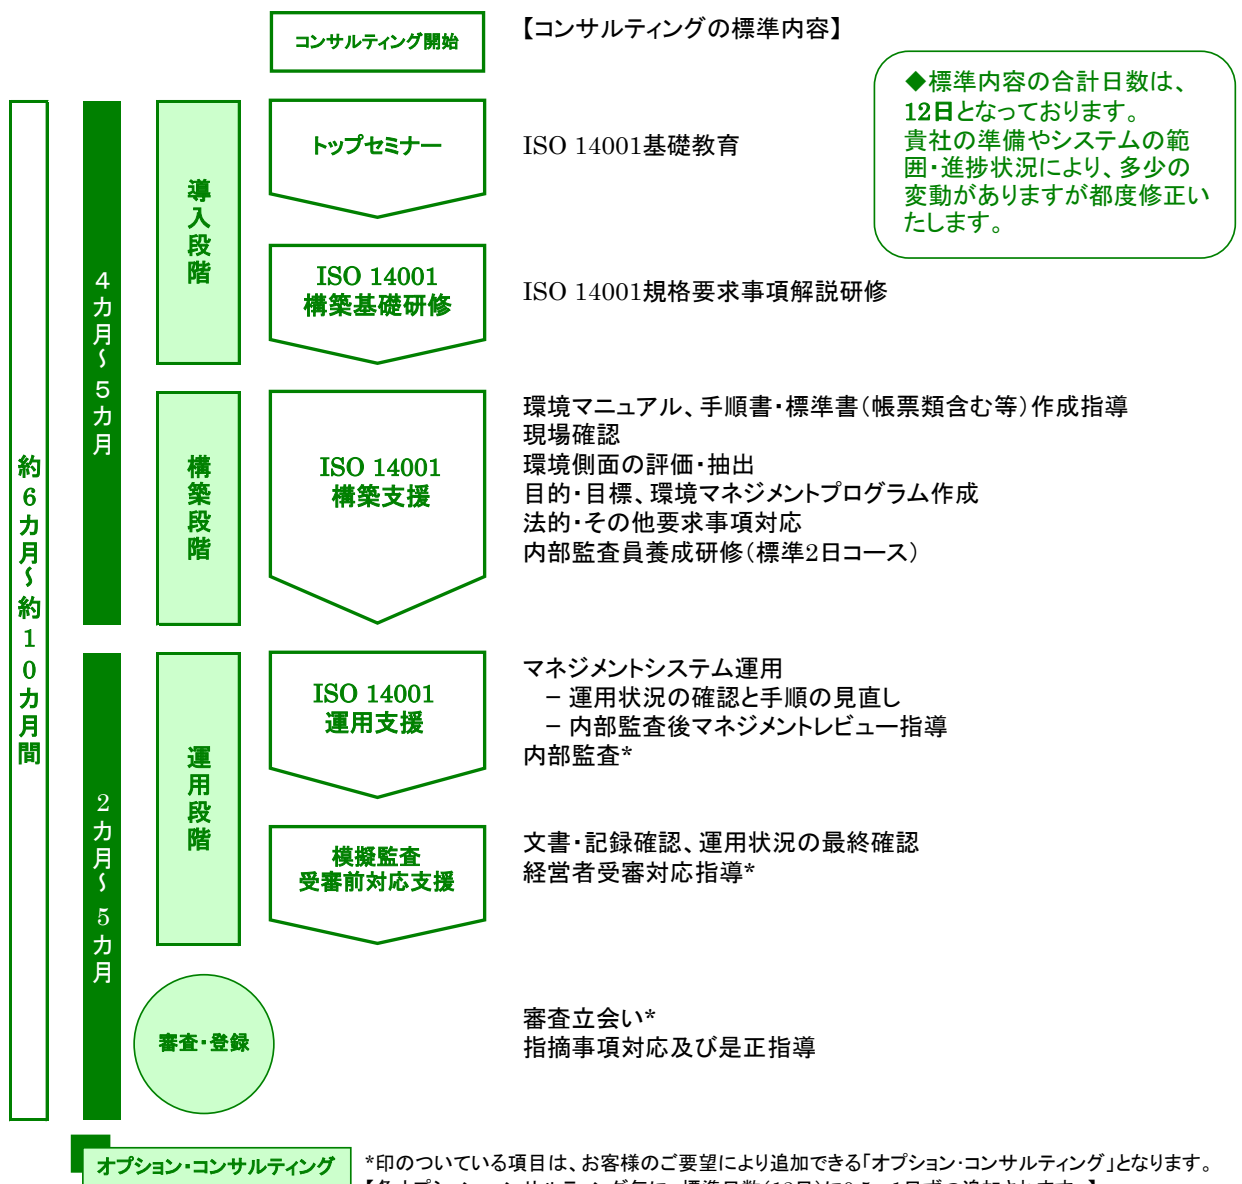 コンサルティング開始
【コンサルティングの標準内容】
◆標準内容の合計日数は、
12日となっております。
貴社の準備やシステムの範
囲・進捗状況により、多少の
変動がありますが都度修正い
たします。
約6カ月～約10カ月間
4カ月～5カ月
導入段階
トップセミナー
ISO 14001基礎教育
ISO 14001
構築基礎研修
ISO 14001規格要求事項解説研修
構築段階
ISO 14001
構築支援
環境マニュアル、手順書・標準書（帳票類含む等）作成指導
現場確認
環境側面の評価・抽出
目的・目標、環境マネジメントプログラム作成
法的・その他要求事項対応
内部監査員養成研修（標準2日コース）
2カ月～5カ月
運用段階
ISO 14001
運用支援
マネジメントシステム運用
－ 運用状況の確認と手順の見直し
－ 内部監査後マネジメントレビュー指導
内部監査*
模擬監査
受審前対応支援
文書・記録確認、運用状況の最終確認
経営者受審対応指導*
審査・登録
審査立会い*
指摘事項対応及び是正指導
オプション・コンサルティング
*印のついている項目は、お客様のご要望により追加できる「オプション・コンサルティング」となります。